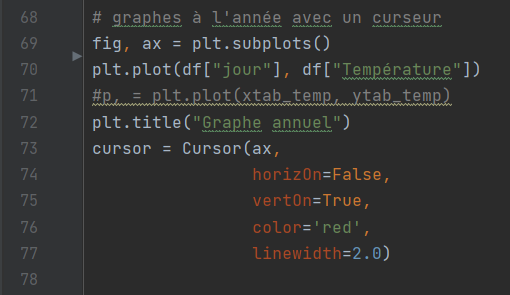 68 # graphes à l'année avec un curseur
69 fig, ax = plt.subplots()
70 plt.plot(df["jour"], df["Température"])
71 #p, = plt.plot(xtab_temp, ytab_temp)
72 plt.title("Graphe annuel")
73 cursor = Cursor(ax,
74 horizOn=False,
75 vertOn=True,
76 color='red',
77 linewidth=2.0)
78